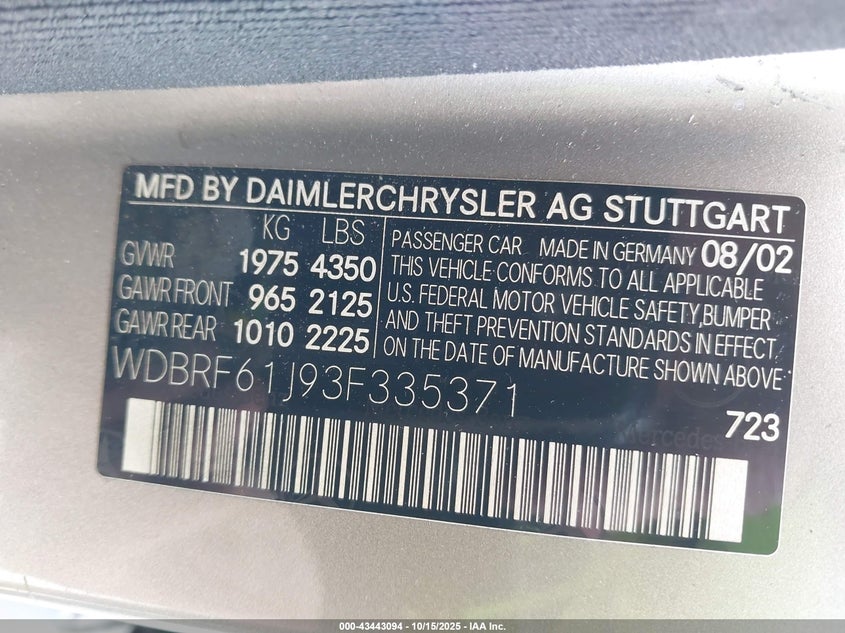 MFD BY DAIMLERCHRYSLER AG STUTTGART
KG LBS
GVWR 1975 4350
GAWR FRONT 965 2125
GAWR REAR 1010 2225
PASSENGER CAR MADE IN GERMANY 08/02
THIS VEHICLE CONFORMS TO ALL APPLICABLE
U.S. FEDERAL MOTOR VEHICLE SAFETY,BUMPER
AND THEFT PREVENTION STANDARDS IN EFFECT
ON THE DATE OF MANUFACTURE SHOWN ABOVE
WDBRF61J93F335371
723
Mercedes
000-43443094 - 10/15/2025 - IAA Inc.